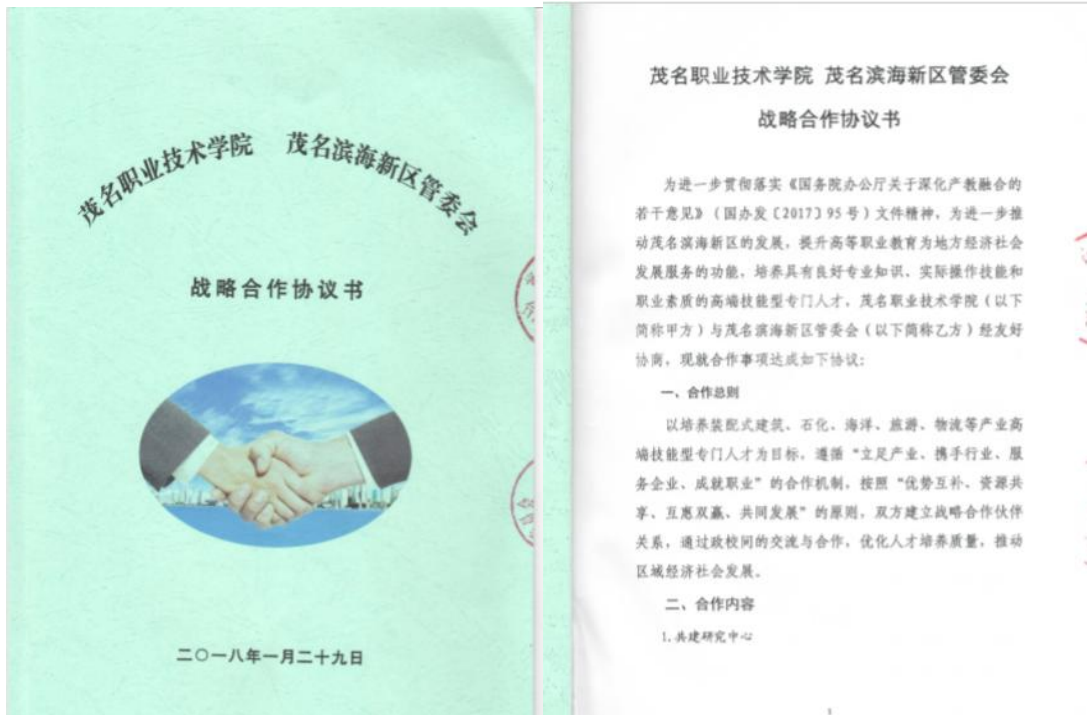 茂名职业技术学院 茂名滨海新区管委会
战略合作协议书
二〇一八年一月二十九日
茂名职业技术学院 茂名滨海新区管委会
战略合作协议书
为进一步贯彻落实《国务院办公厅关于深化产教融合的
若干意见》（国办发〔2017〕95号）文件精神，为进一步推
动茂名滨海新区的发展，提升高等职业教育为地方经济社会
发展服务的功能，培养具有良好专业知识、实际操作技能和
职业素质的高端技能型专门人才，茂名职业技术学院（以下
简称甲方）与茂名滨海新区管委会（以下简称乙方）经友好
协商，现就合作事项达成如下协议：
一、合作总则
以培养装配式建筑、石化、海洋、旅游、物流等产业高
端技能型专门人才为目标，遵循“立足产业、携手行业、服
务企业、成就职业”的合作机制，按照“优势互补、资源共
享、互惠双赢、共同发展”的原则，双方建立战略合作伙伴
关系，通过政校间的交流与合作，优化人才培养质量，推动
区域经济社会发展。
二、合作内容
1.共建研究中心